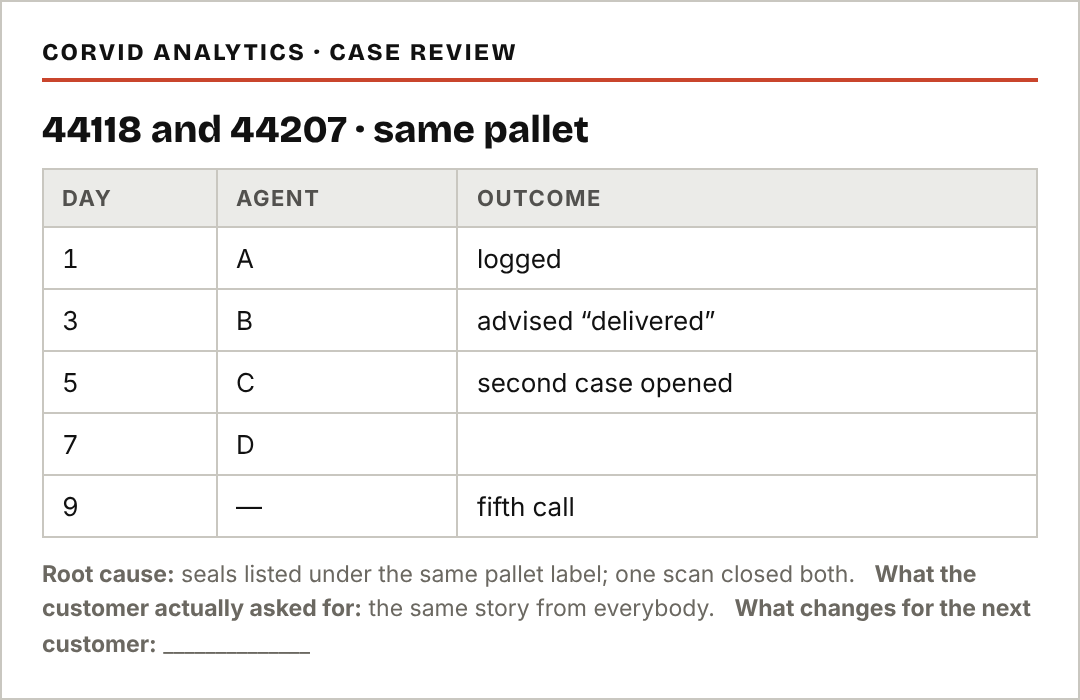 CORVID ANALYTICS · CASE REVIEW
44118 and 44207 · same pallet
DAY AGENT OUTCOME
1 A logged
3 B advised “delivered”
5 C second case opened
7 D
9 — fifth call
Root cause: seals listed under the same pallet label; one scan closed both. What the
customer actually asked for: the same story from everybody. What changes for the next
customer: ______________